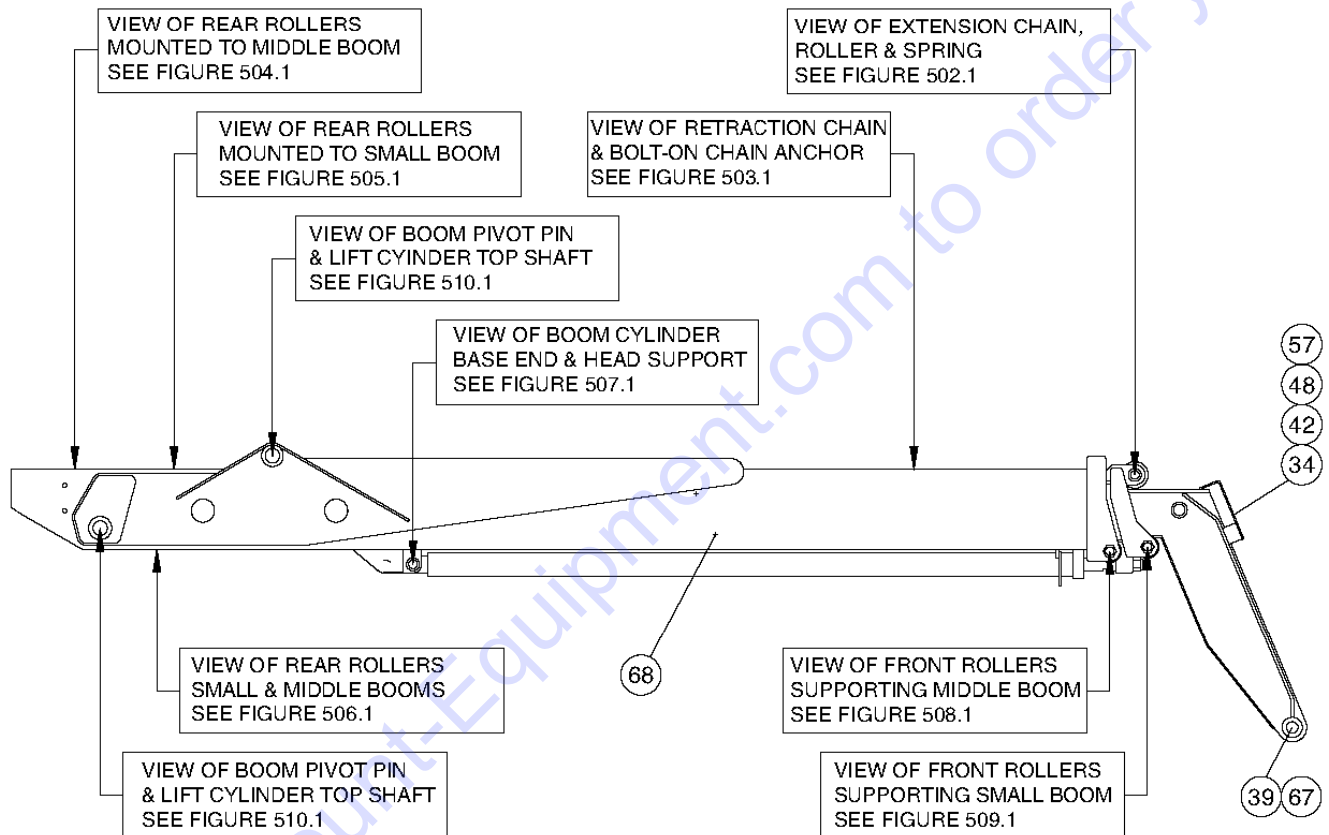 VIEW OF REAR ROLLERS
MOUNTED TO MIDDLE BOOM
SEE FIGURE 504.1
VIEW OF EXTENSION CHAIN,
ROLLER & SPRING
SEE FIGURE 502.1
VIEW OF REAR ROLLERS
MOUNTED TO SMALL BOOM
SEE FIGURE 505.1
VIEW OF RETRACTION CHAIN
& BOLT-ON CHAIN ANCHOR
SEE FIGURE 503.1
VIEW OF BOOM PIVOT PIN
& LIFT CYINDER TOP SHAFT
SEE FIGURE 510.1
VIEW OF BOOM CYLINDER
BASE END & HEAD SUPPORT
SEE FIGURE 507.1
57
48
42
34
68
VIEW OF REAR ROLLERS
SMALL & MIDDLE BOOMS
SEE FIGURE 506.1
VIEW OF FRONT ROLLERS
SUPPORTING MIDDLE BOOM
SEE FIGURE 508.1
VIEW OF BOOM PIVOT PIN
& LIFT CYLINDER TOP SHAFT
SEE FIGURE 510.1
VIEW OF FRONT ROLLERS
SUPPORTING SMALL BOOM
SEE FIGURE 509.1
39 67
ount-Equipment.com to order y